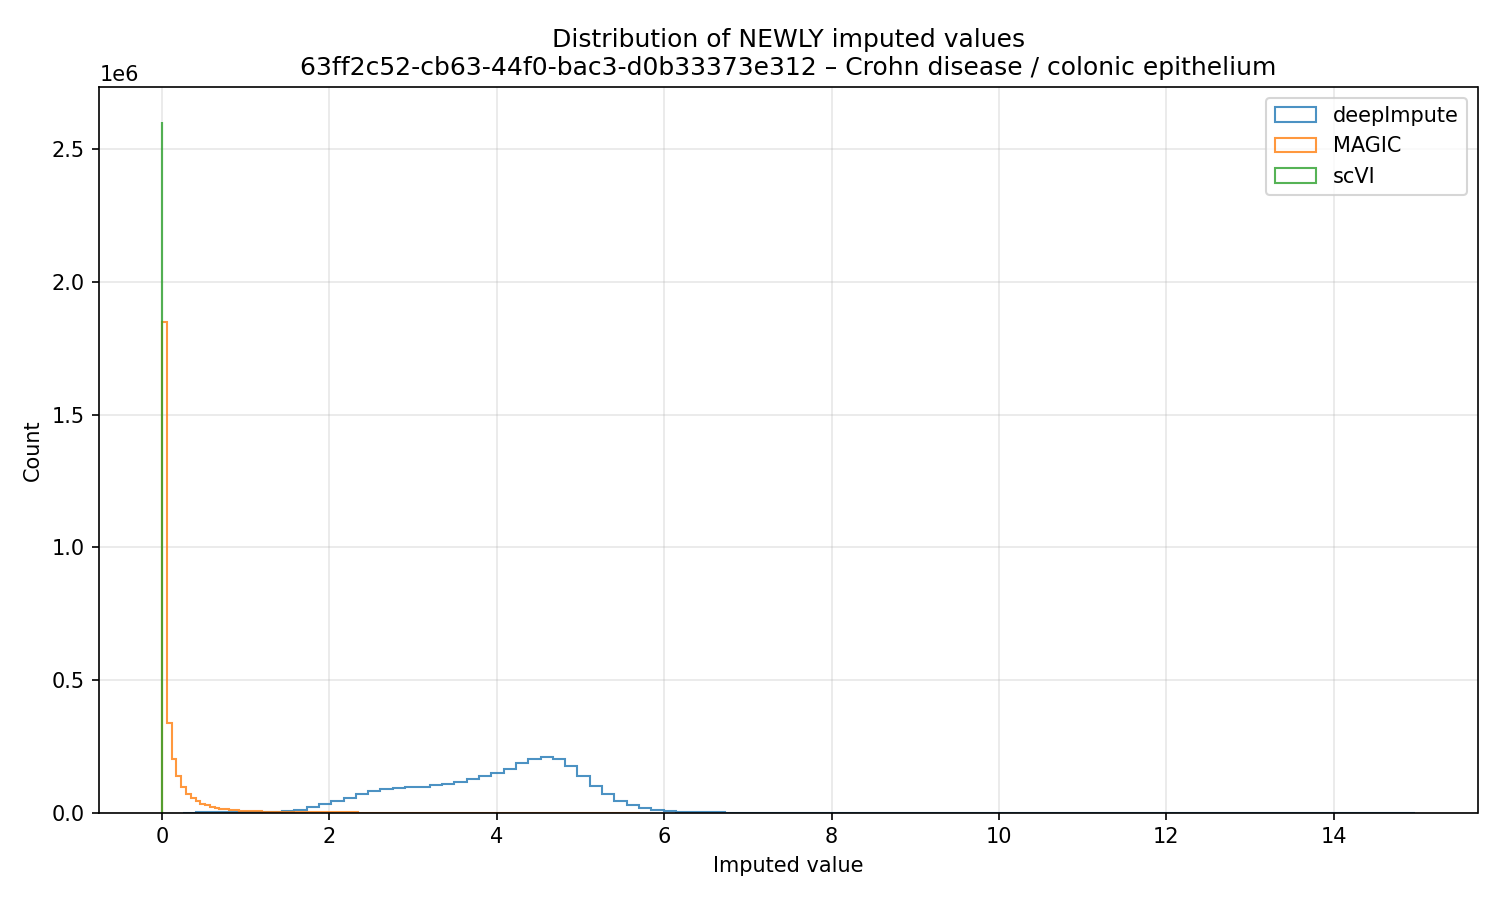 Distribution of NEWLY imputed values
63ff2c52-cb63-44f0-bac3-d0b33373e312 – Crohn disease / colonic epithelium
1e6
deepImpute
MAGIC
scVI
2.5
2.0
1.5
1.0
0.5
0.0
Count
0 2 4 6 8 10 12 14
Imputed value